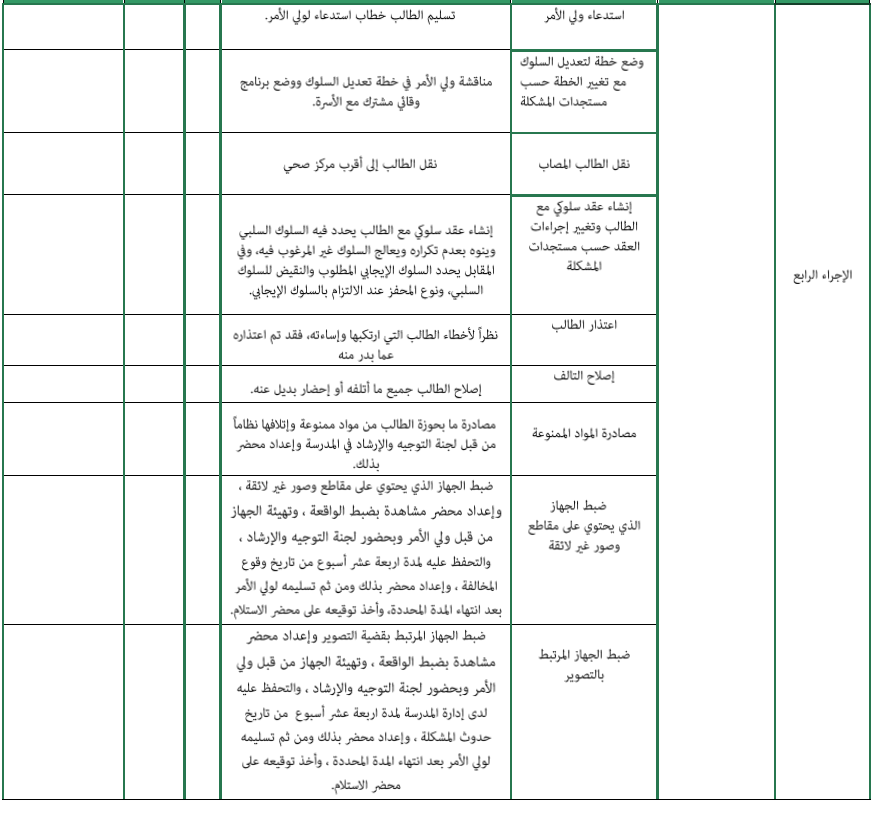 الإجراء الرابع
استدعاء ولي الأمر
تسليم الطالب خطاب استدعاء لولي الأمر.
وضع خطة لتعديل السلوك
مع تغيير الخطة حسب
مستجدات المشكلة
مناقشة ولي الأمر في خطة تعديل السلوك ووضع برنامج
وقائي مشترك مع الأسرة.
نقل الطالب المصاب
نقل الطالب إلى أقرب مركز صحي
إنشاء عقد سلوكي مع
الطالب وتغيير إجراءات
العقد حسب مستجدات
المشكلة
إنشاء عقد سلوكي مع الطالب يحدد فيه السلوك السلبي
وينوه بعدم تكراره ويعالج السلوك غير المرغوب فيه، وفي
المقابل يحدد السلوك الإيجابي المطلوب والنقيض للسلوك
السلبي، ونوع المحفز عند الالتزام بالسلوك الإيجابي.
اعتذار الطالب
نظراً لأخطاء الطالب التي ارتكبها وإساءته، فقد تم اعتذاره
عما بدر منه
إصلاح التالف
إصلاح الطالب جميع ما أتلفه أو إحضار بديل عنه.
مصادرة المواد الممنوعة
مصادرة ما بحوزة الطالب من مواد ممنوعة وإتلافها نظاماً
من قبل لجنة التوجيه والإرشاد في المدرسة وإعداد محضر
بذلك.
ضبط الجهاز
الذي يحتوي على مقاطع
وصور غير لائقة
ضبط الجهاز الذي يحتوي على مقاطع وصور غير لائقة ،
وإعداد محضر مشاهدة بضبط الواقعة ، وتهيئة الجهاز
من قبل ولي الأمر وبحضور لجنة التوجيه والإرشاد ،
والتحفظ عليه لمدة اربعة عشر أسبوع من تاريخ وقوع
المخالفة ، وإعداد محضر بذلك ومن ثم تسليمه لولي الأمر
بعد انتهاء المدة المحددة، وأخذ توقيعه على محضر الاستلام.
ضبط الجهاز المرتبط
بالتصوير
ضبط الجهاز المرتبط بقضية التصوير وإعداد محضر
مشاهدة بضبط الواقعة ، وتهيئة الجهاز من قبل ولي
الأمر وبحضور لجنة التوجيه والإرشاد ، والتحفظ عليه
لدى إدارة المدرسة لمدة اربعة عشر أسبوع من تاريخ
حدوث المشكلة ، وإعداد محضر بذلك ومن ثم تسليمه
لولي الأمر بعد انتهاء المدة المحددة ، وأخذ توقيعه على
محضر الاستلام.